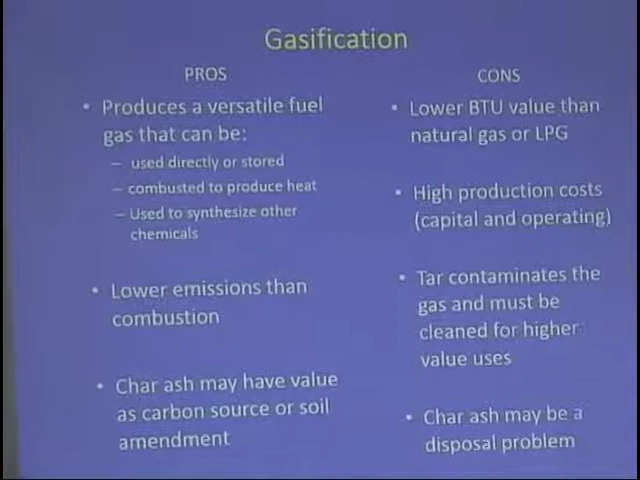 Gasification
PROS
• Produces a versatile fuel
gas that can be:
– used directly or stored
– combusted to produce heat
– Used to synthesize other
chemicals
• Lower emissions than
combustion
• Char ash may have value
as carbon source or soil
amendment
CONS
• Lower BTU value than
natural gas or LPG
• High production costs
(capital and operating)
• Tar contaminates the
gas and must be
cleaned for higher
value uses
• Char ash may be a
disposal problem